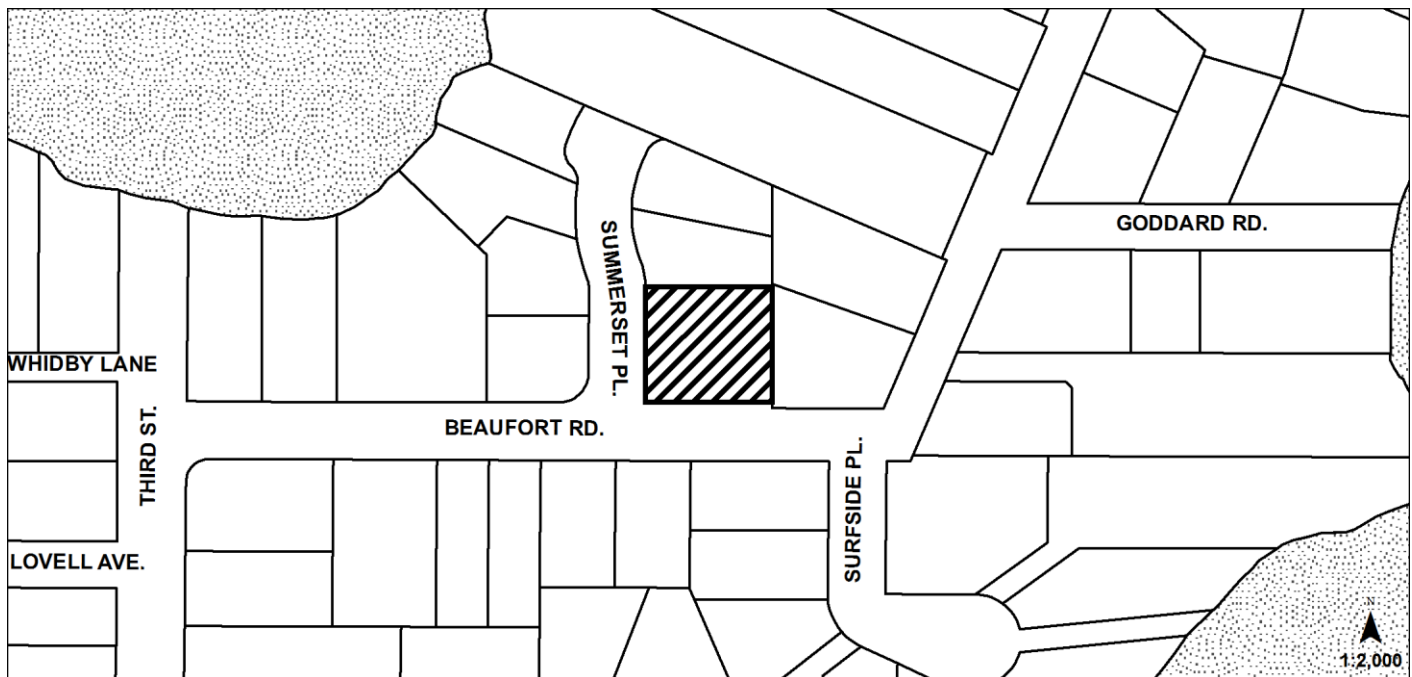 GODDARD RD.
SUMMERSET PL.
WHIDBY LANE
BEAUFORT RD.
THIRD ST.
SURFSIDE PL.
LOVELL AVE.
N
1:2,000